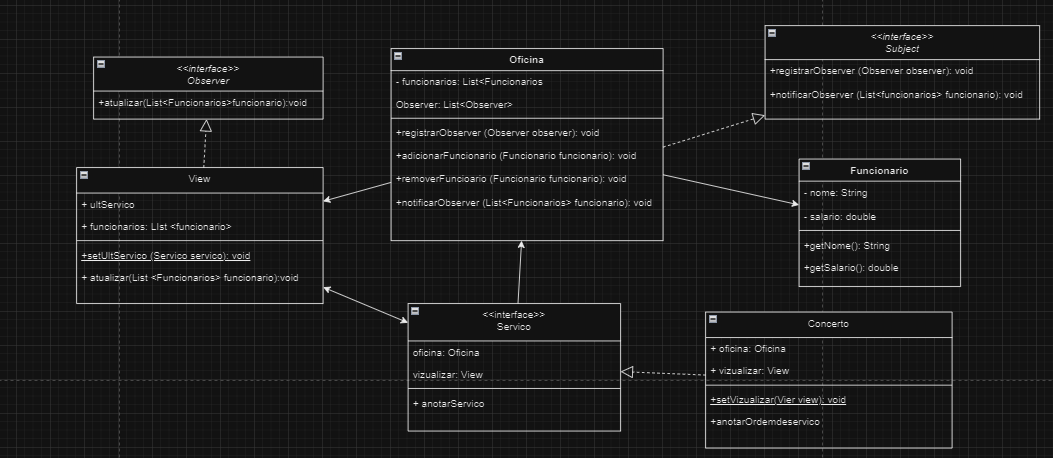 <<interface>>
Observer
+atualizar(List<Funcionarios>funcionario):void
View
+ ultServico
+ funcionarios: LIst <funcionario>
+setUltServico (Servico servico): void
+ atualizar(List <Funcionarios> funcionario):void
Oficina
- funcionarios: List<Funcionarios
Observer: List<Observer>
+registrarObserver (Observer observer): void
+adicionarFuncionario (Funcionario funcionario): void
+removerFuncioario (Funcionario funcionario): void
+notificarObserver (List<Funcionarios> funcionario): void
<<interface>>
Subject
+registrarObserver (Observer observer): void
+notificarObserver (List<funcionarios> funcionario): void
Funcionario
- nome: String
- salario: double
+getNome(): String
+getSalario(): double
<<interface>>
Servico
oficina: Oficina
vizualizar: View
+ anotarServico
Concerto
+ oficina: Oficina
+ vizualizar: View
+setVizualizar(Vier view): void
+anotarOrdemdeservico